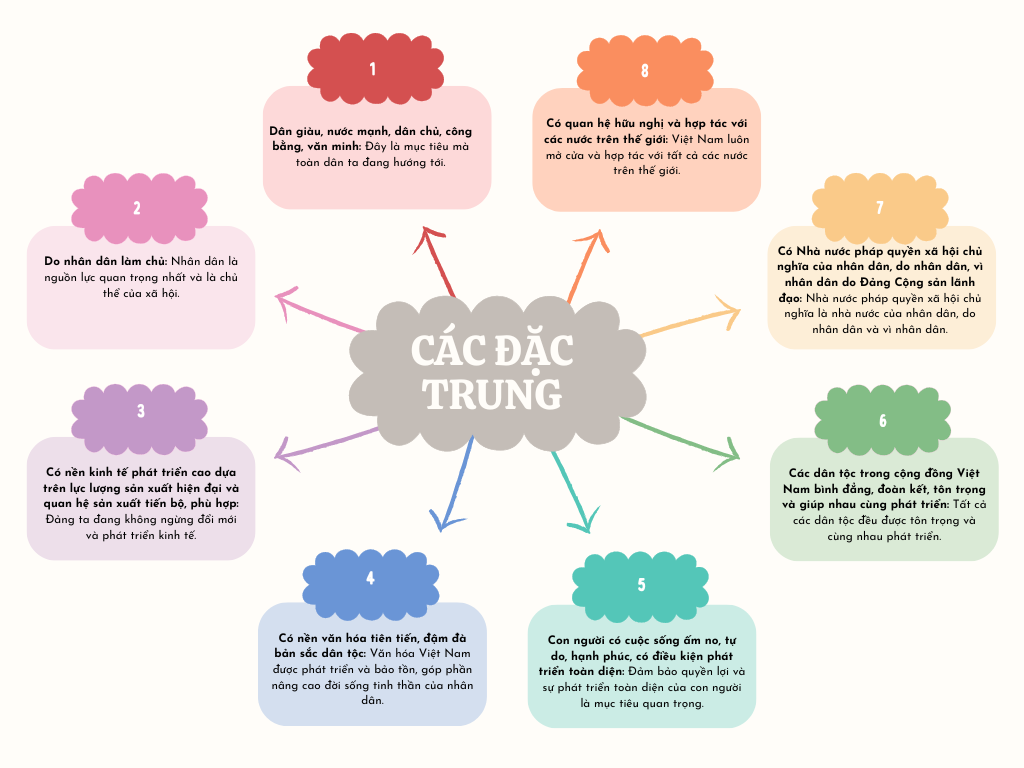 CÁC ĐẶC
TRUNG
1
Dân giàu, nước mạnh, dân chủ, công
bằng, văn minh: Đây là mục tiêu mà
toàn dân ta đang hướng tới.
2
Do nhân dân làm chủ: Nhân dân là
nguồn lực quan trọng nhất và là chủ
thể của xã hội.
3
Có nền kinh tế phát triển cao dựa
trên lực lượng sản xuất hiện đại và
quan hệ sản xuất tiến bộ, phù hợp:
Đảng ta đang không ngừng đổi mới
và phát triển kinh tế.
4
Có nền văn hóa tiên tiến, đậm đà
bản sắc dân tộc: Văn hóa Việt Nam
được phát triển và bảo tồn, góp phần
nâng cao đời sống tinh thần của nhân
dân.
5
Con người có cuộc sống ấm no, tự
do, hạnh phúc, có điều kiện phát
triển toàn diện: Đảm bảo quyền lợi và
sự phát triển toàn diện của con người
là mục tiêu quan trọng.
6
Các dân tộc trong cộng đồng Việt
Nam bình đẳng, đoàn kết, tôn trọng
và giúp nhau cùng phát triển: Tất cả
các dân tộc đều được tôn trọng và
cùng nhau phát triển.
7
Có Nhà nước pháp quyền xã hội chủ
nghĩa của nhân dân, do nhân dân, vì
nhân dân do Đảng Cộng sản lãnh
đạo: Nhà nước pháp quyền xã hội chủ
nghĩa là nhà nước của nhân dân, do
nhân dân và vì nhân dân.
8
Có quan hệ hữu nghị và hợp tác với
các nước trên thế giới: Việt Nam luôn
mở cửa và hợp tác với tất cả các nước
trên thế giới.